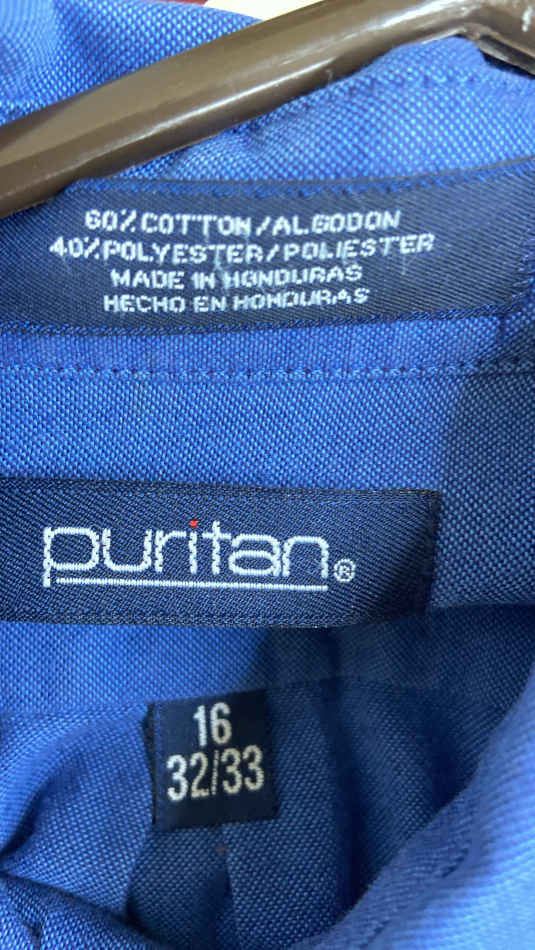 60% COTTON/ALGODON
40% POLYESTER/POLIESTER
MADE IN HONDURAS
HECHO EN HONDURAS
puritan®
16
32/33